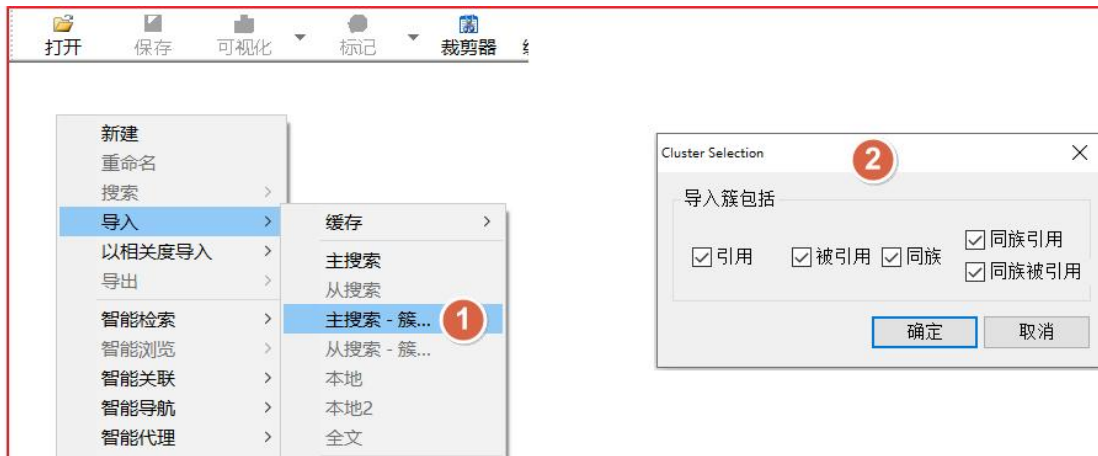 打开 保存 可视化 标记 裁剪器
新建
重命名
搜索
导入
以相关度导入
导出
智能检索
智能浏览
智能关联
智能导航
智能代理
缓存
主搜索
从搜索
主搜索 - 簇...
1
从搜索 - 簇...
本地
本地2
全文
Cluster Selection
2
导入簇包括
引用 被引用 同族 同族引用
同族被引用
确定 取消